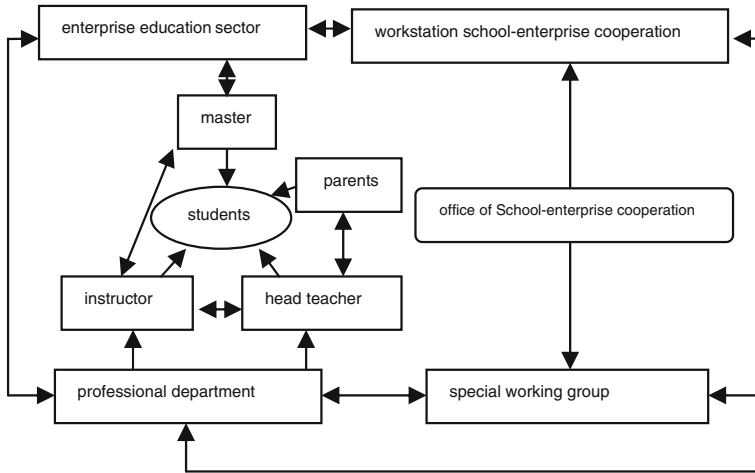 enterprise education sector
workstation school-enterprise cooperation
master
parents
students
office of School-enterprise cooperation
instructor
head teacher
professional department
special working group